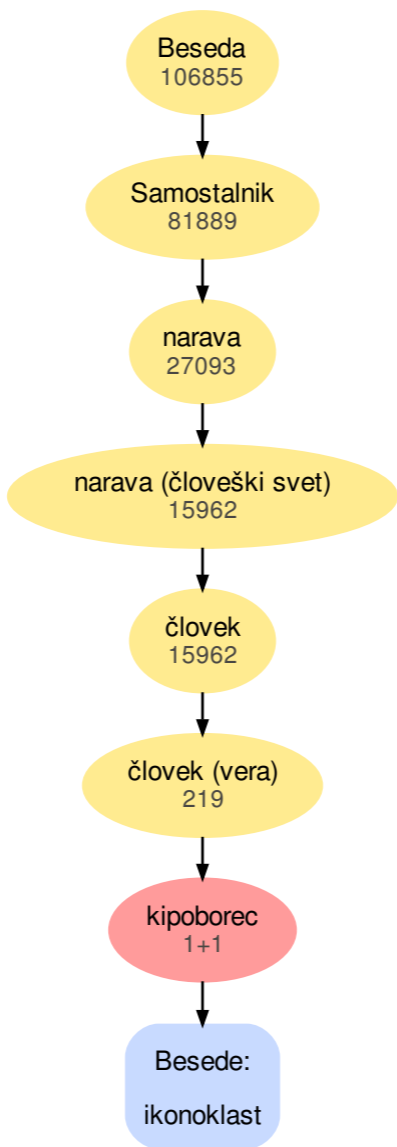 Beseda
106855
Samostalnik
81889
narava
27093
narava (človeški svet)
15962
človek
15962
človek (vera)
219
kipoborec
1+1
Besede:
ikonoklast